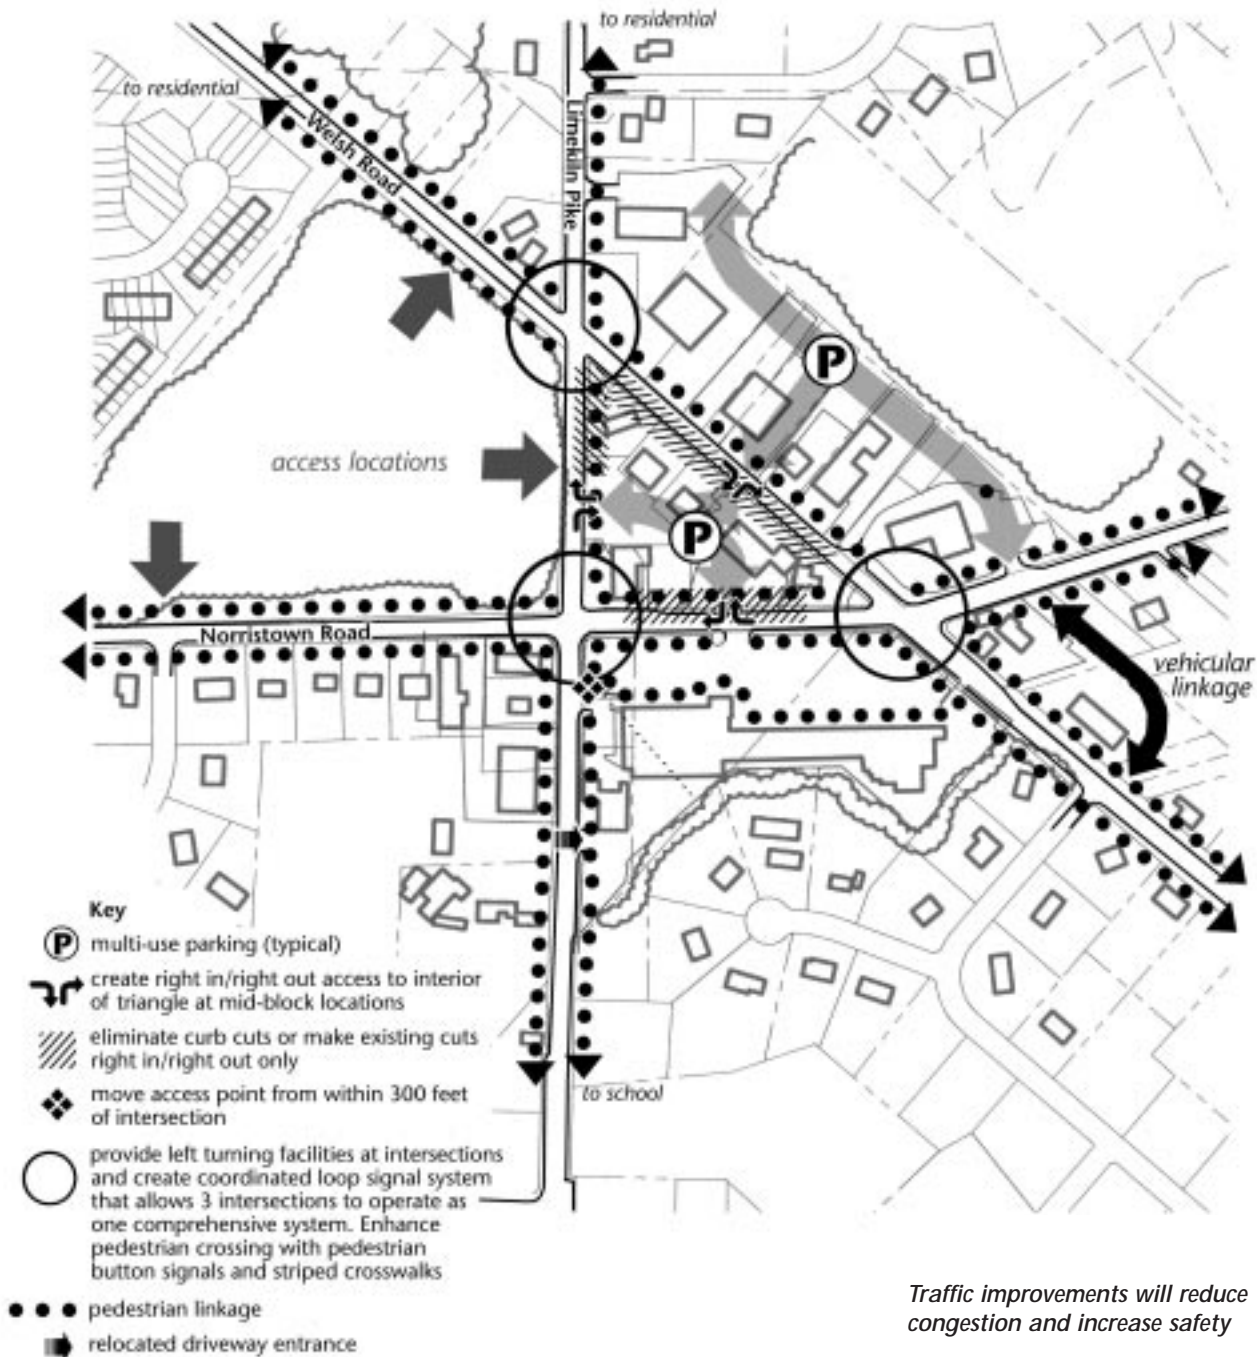 to residential
to residential
Welsh Road
Limekiln Pike
P
access locations
P
Norristown Road
vehicular
linkage
Key
P multi-use parking (typical)
create right in/right out access to interior
of triangle at mid-block locations
eliminate curb cuts or make existing cuts
right in/right out only
move access point from within 300 feet
of intersection
to school
provide left turning facilities at intersections
and create coordinated loop signal system
that allows 3 intersections to operate as
one comprehensive system. Enhance
pedestrian crossing with pedestrian
button signals and striped crosswalks
pedestrian linkage
relocated driveway entrance
Traffic improvements will reduce
congestion and increase safety